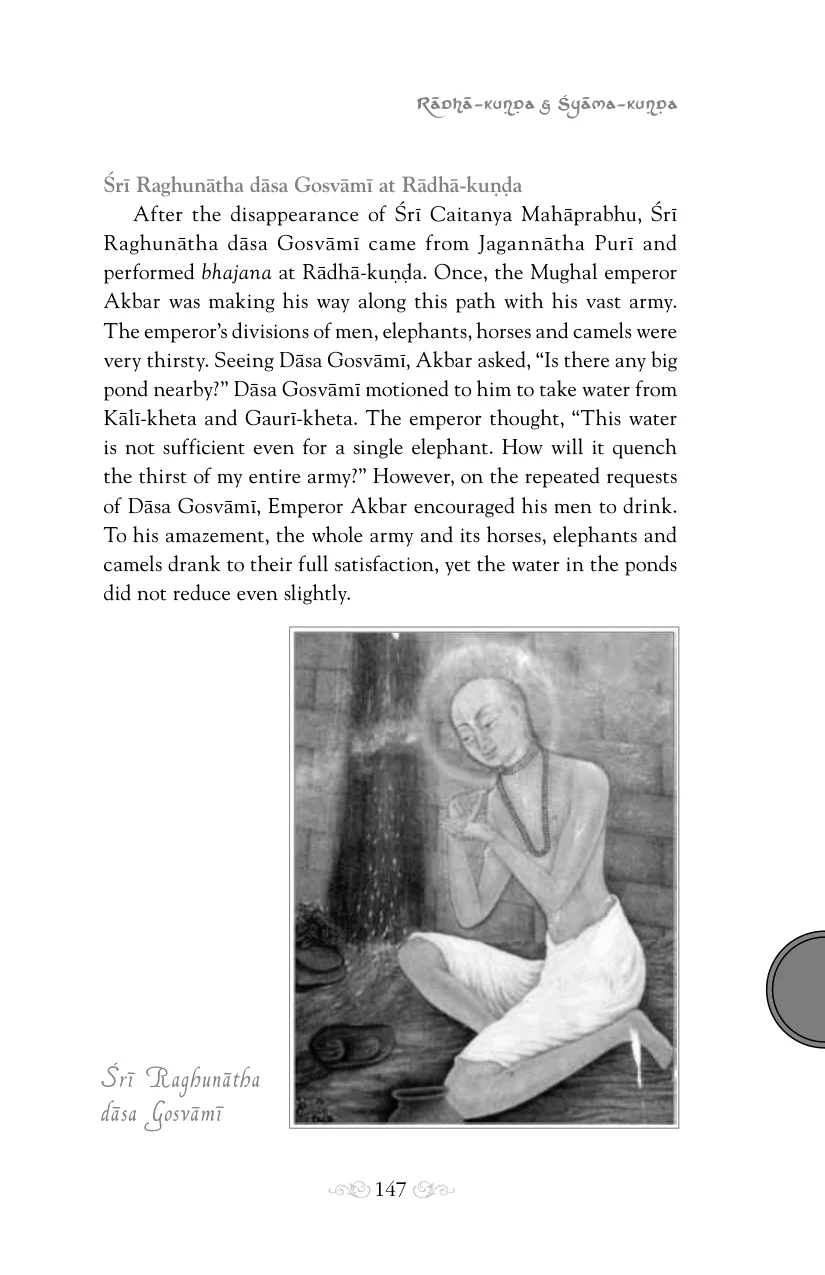 Rādhā-kuṇḍa & Śyāma-kuṇḍa
Śrī Raghunātha dāsa Gosvāmī at Rādhā-kuṇḍa
After the disappearance of Śrī Caitanya Mahāprabhu, Śrī
Raghunātha dāsa Gosvāmī came from Jagannātha Purī and
performed bhajana at Rādhā-kuṇḍa. Once, the Mughal emperor
Akbar was making his way along this path with his vast army.
The emperor’s divisions of men, elephants, horses and camels were
very thirsty. Seeing Dāsa Gosvāmī, Akbar asked, “Is there any big
pond nearby?” Dāsa Gosvāmī motioned to him to take water from
Kālī-kheta and Gaurī-kheta. The emperor thought, “This water
is not sufficient even for a single elephant. How will it quench
the thirst of my entire army?” However, on the repeated requests
of Dāsa Gosvāmī, Emperor Akbar encouraged his men to drink.
To his amazement, the whole army and its horses, elephants and
camels drank to their full satisfaction, yet the water in the ponds
did not reduce even slightly.
Śrī Raghunātha
dāsa Gosvāmī
147